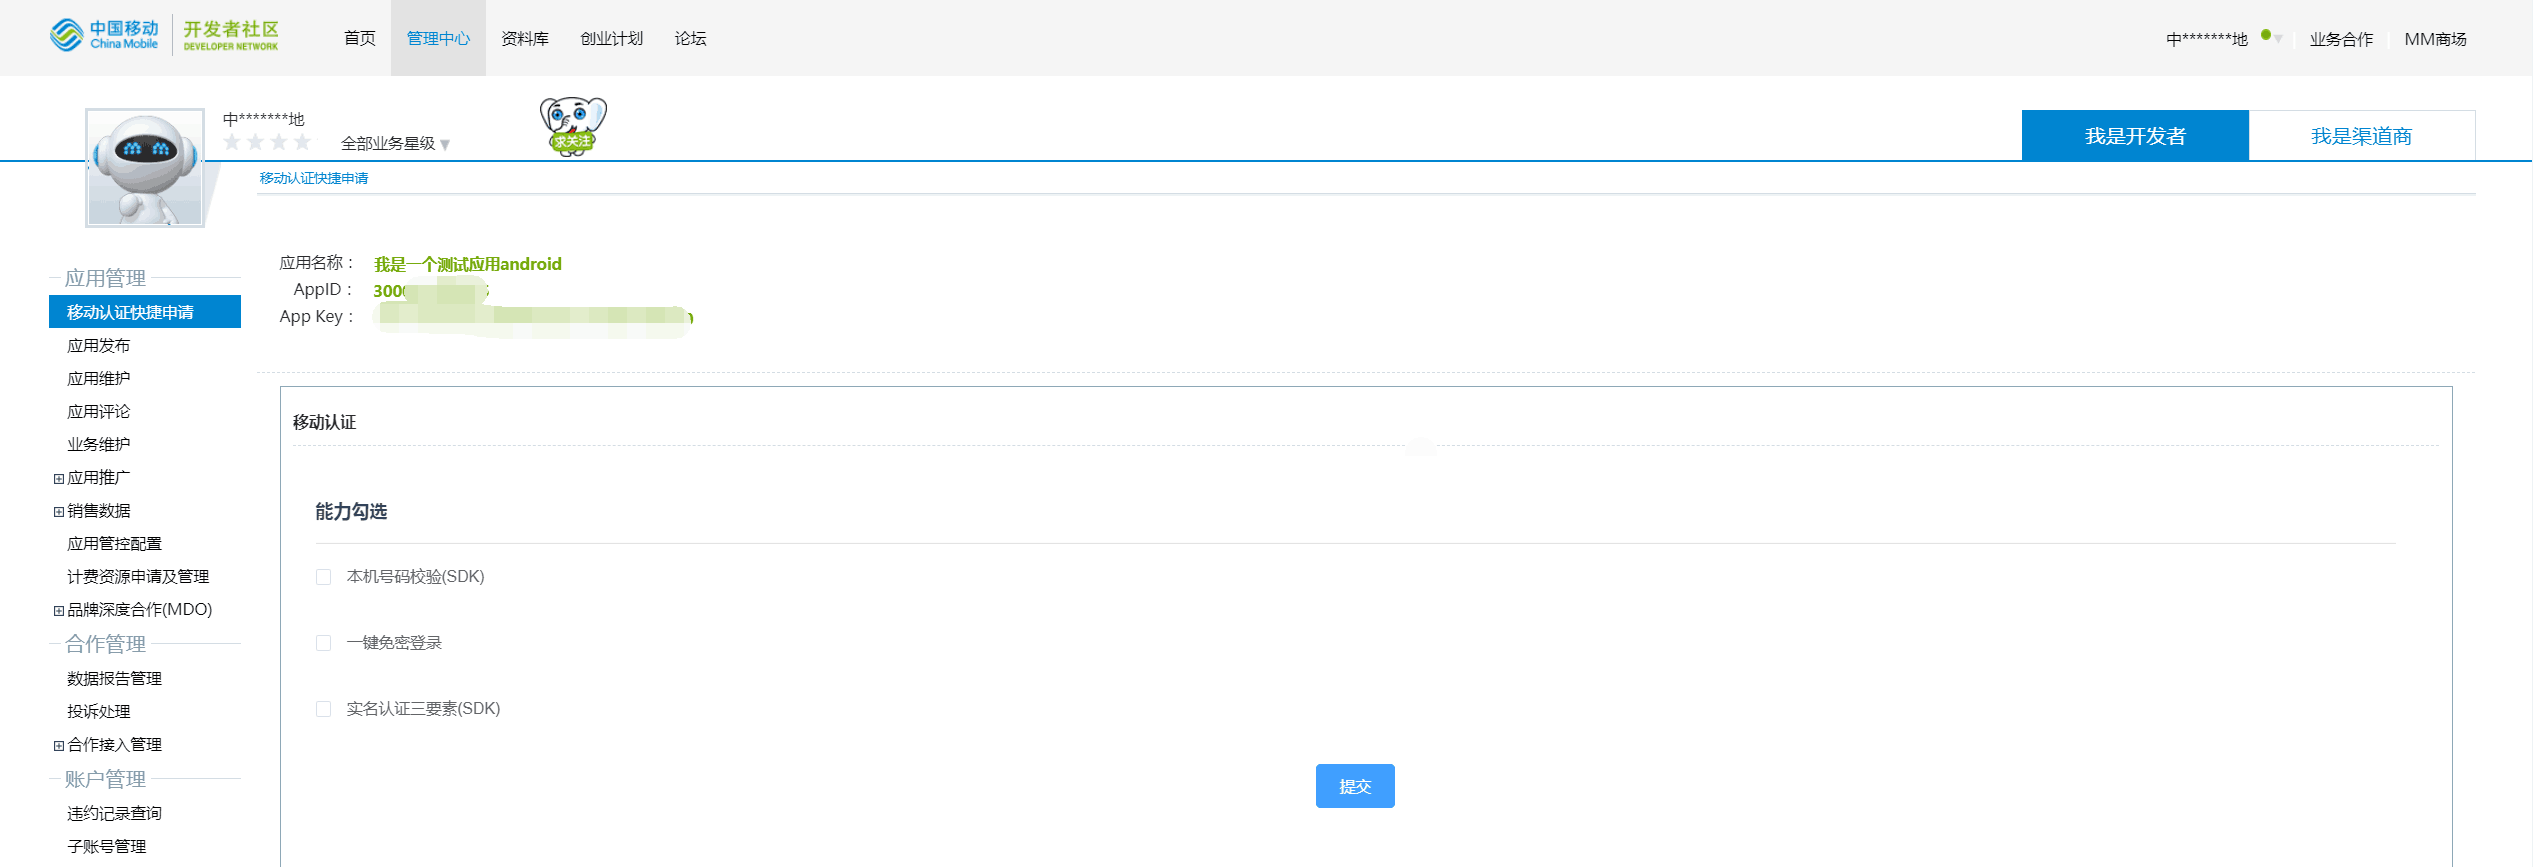 中国移动
China Mobile
开发者社区
DEVELOPER NETWORK
首页
管理中心
资料库
创业计划
论坛
中*******地
业务合作
MM商场
中*******地
全部业务星级
求关注
我是开发者
我是渠道商
移动认证快捷申请
应用管理
移动认证快捷申请
应用发布
应用维护
应用评论
业务维护
应用推广
销售数据
应用管控配置
计费资源申请及管理
品牌深度合作(MDO)
合作管理
数据报告管理
投诉处理
合作接入管理
账户管理
违约记录查询
子账号管理
应用名称： 我是一个测试应用android
AppID： 300
App Key：
移动认证
能力勾选
本机号码校验(SDK)
一键免密登录
实名认证三要素(SDK)
提交